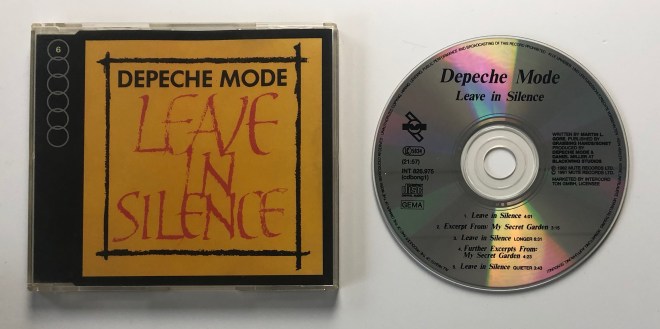 6
DEPECHE MODE
LEAVE
IN
SILENCE
Depeche Mode
Leave in Silence
(21:57)
INT 826.875
(cdbong1)
GEMA
WRITTEN BY MARTIN L.
GORE, PUBLISHED BY
GRABBING HANDS/SONET
PRODUCED BY
DEPECHE MODE &
DANIEL MILLER AT
BLACKWING STUDIOS
℗ 1982 MUTE RECORDS LTD.
© 1991 MUTE RECORDS LTD.
MARKETED BY INTERCORD
TON GMBH, LICENSEE
1. Leave in Silence 4:01
2. Excerpt From: My Secret Garden 3:15
3. Leave in Silence LONGER 6:31
4. Further Excerpts From:
My Secret Garden 4:23
5. Leave in Silence QUIETER 3:43